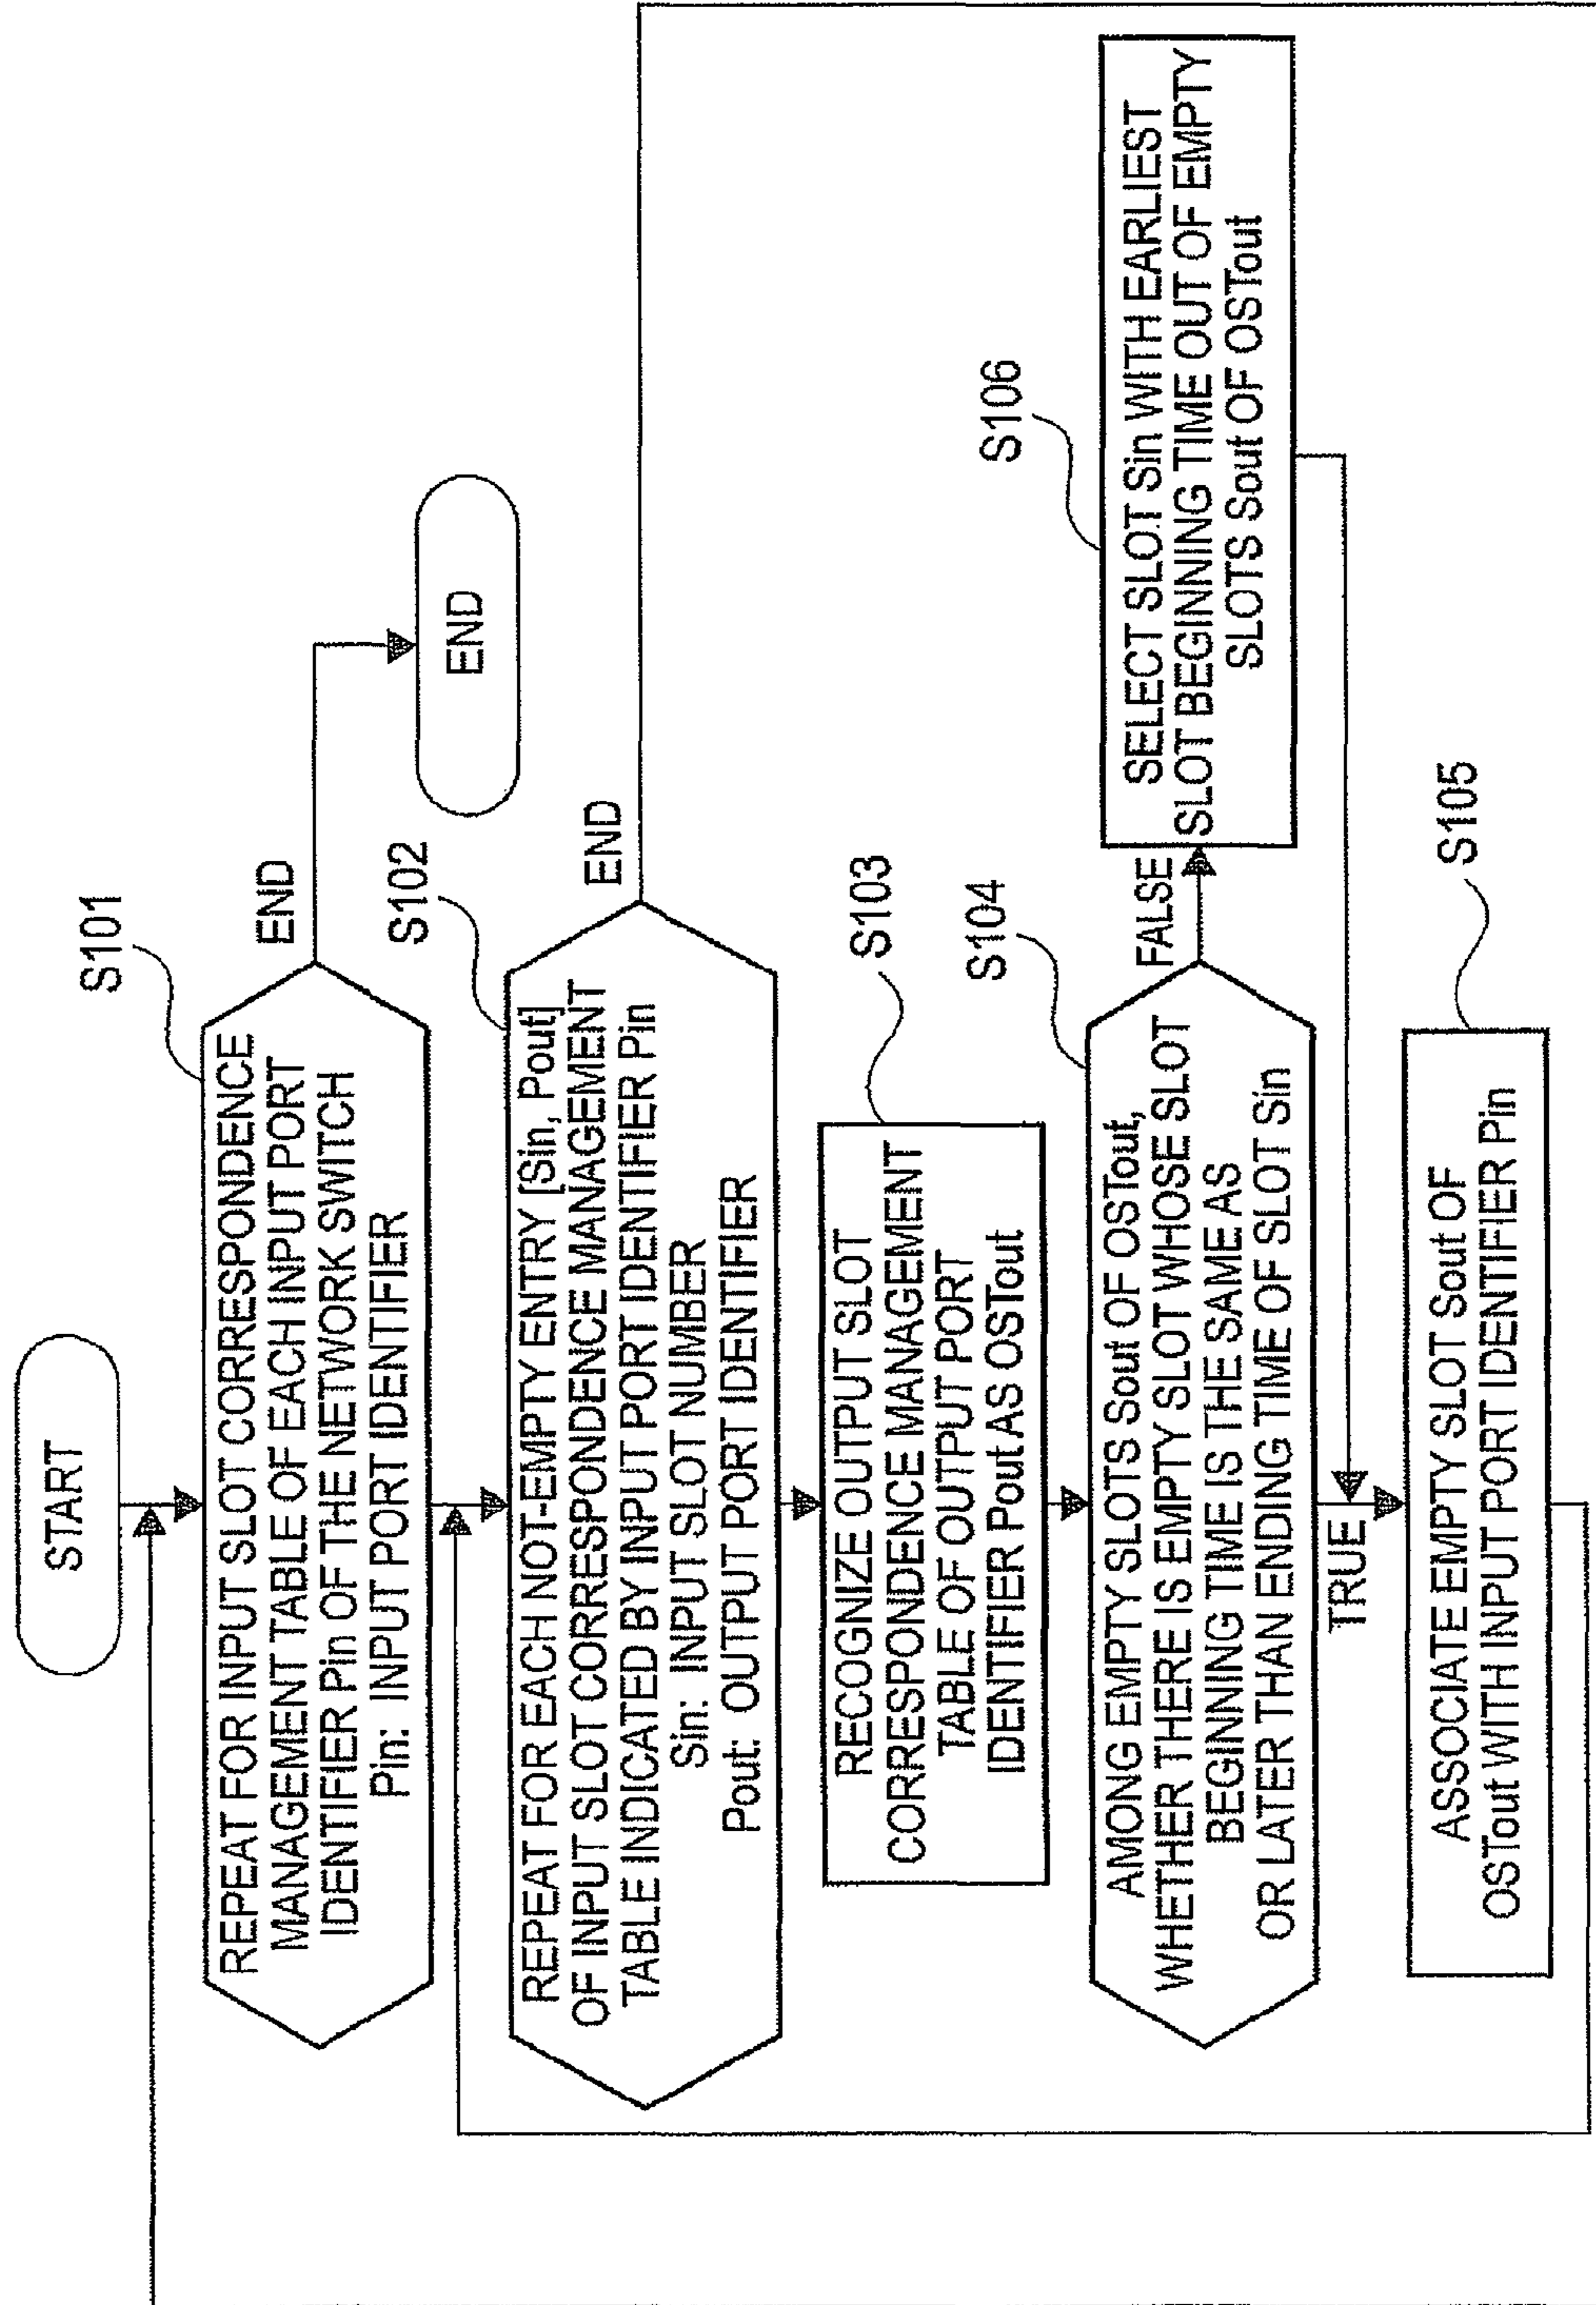 START
S101
REPEAT FOR INPUT SLOT CORRESPONDENCE
MANAGEMENT TABLE OF EACH INPUT PORT
IDENTIFIER Pin OF THE NETWORK SWITCH
Pin: INPUT PORT IDENTIFIER
END
END
S102
REPEAT FOR EACH NOT-EMPTY ENTRY [Sin, Pout]
OF INPUT SLOT CORRESPONDENCE MANAGEMENT
TABLE INDICATED BY INPUT PORT IDENTIFIER Pin
Sin: INPUT SLOT NUMBER
Pout: OUTPUT PORT IDENTIFIER
END
S103
RECOGNIZE OUTPUT SLOT
CORRESPONDENCE MANAGEMENT
TABLE OF OUTPUT PORT
IDENTIFIER Pout AS OSTout
S104
AMONG EMPTY SLOTS Sout OF OSTout,
WHETHER THERE IS EMPTY SLOT WHOSE SLOT
BEGINNING TIME IS THE SAME AS
OR LATER THAN ENDING TIME OF SLOT Sin
FALSE
S106
SELECT SLOT Sin WITH EARLIEST
SLOT BEGINNING TIME OUT OF EMPTY
SLOTS Sout OF OSTout
TRUE
S105
ASSOCIATE EMPTY SLOT Sout OF
OSTout WITH INPUT PORT IDENTIFIER Pin